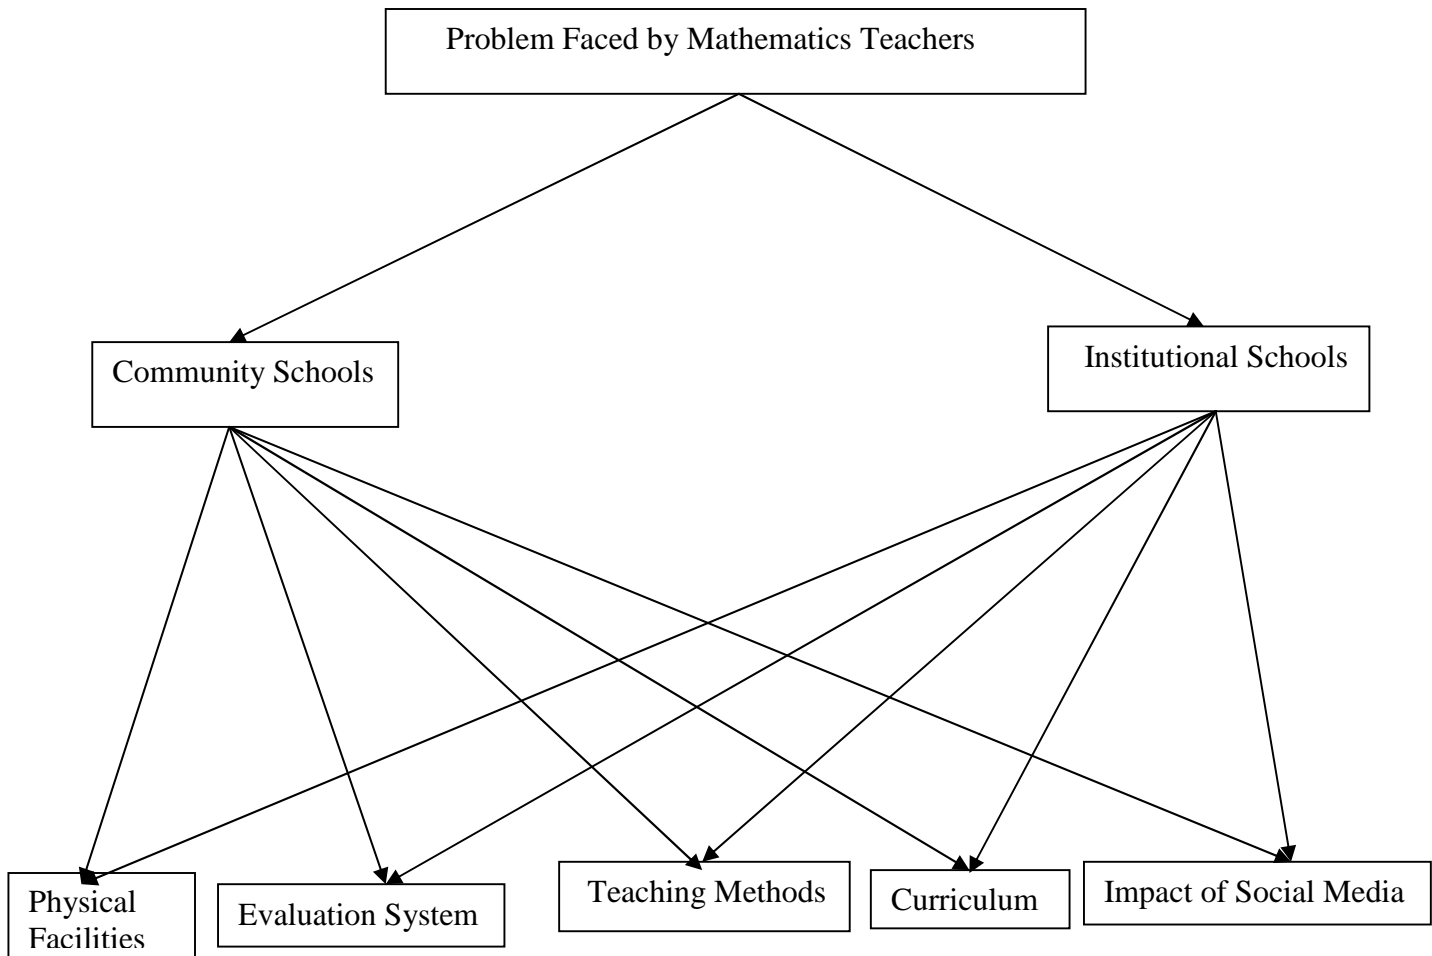 Problem Faced by Mathematics Teachers
Community Schools
Institutional Schools
Physical
Facilities
Evaluation System
Teaching Methods
Curriculum
Impact of Social Media